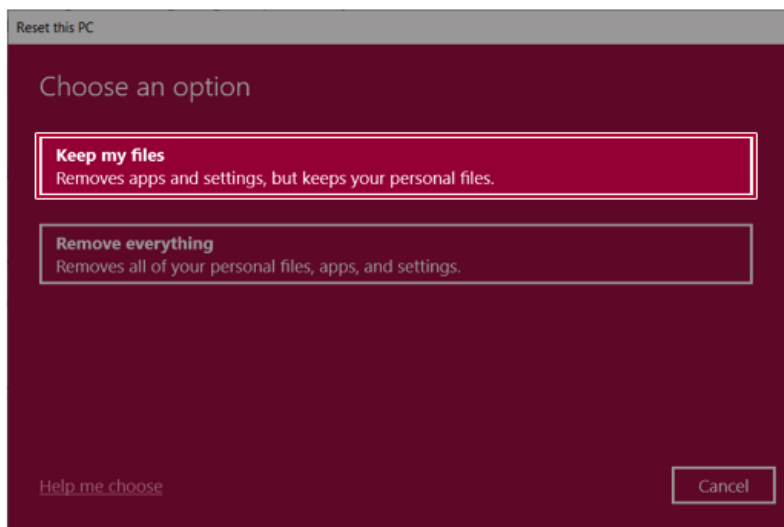 Reset this PC
Choose an option
Keep my files
Removes apps and settings, but keeps your personal files.
Remove everything
Removes all of your personal files, apps, and settings.
Help me choose
Cancel